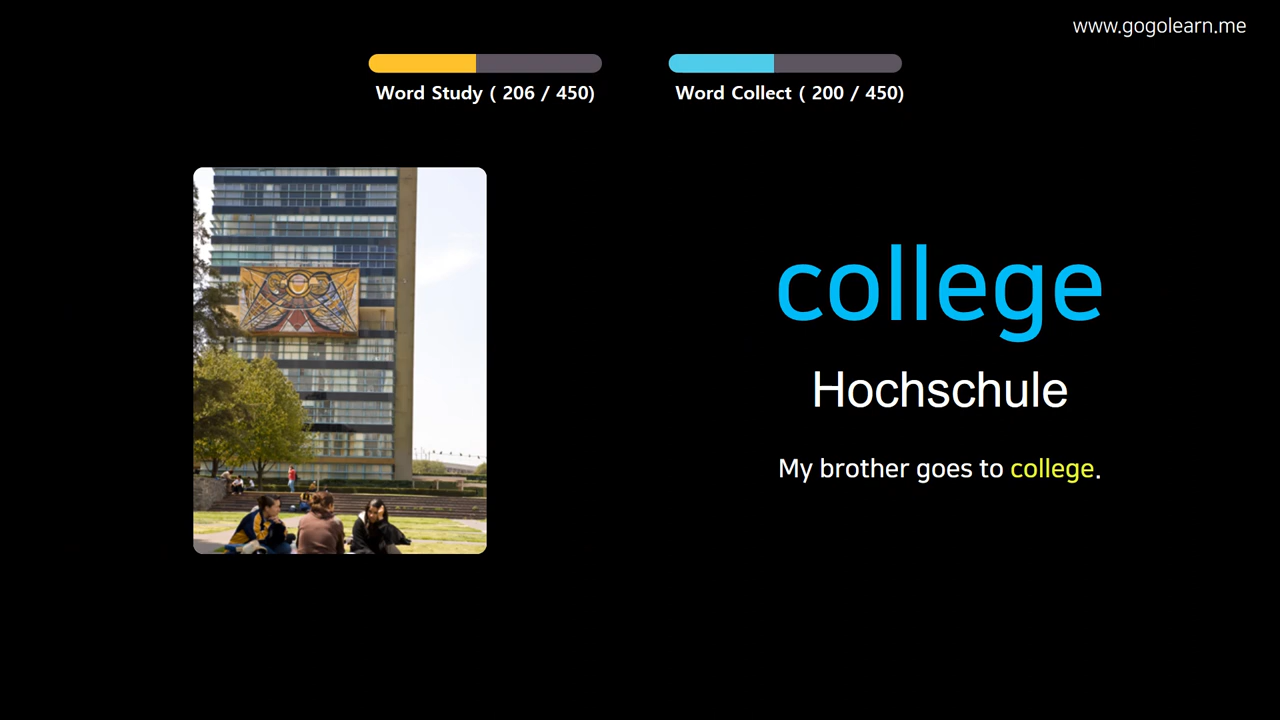 www.gogolearn.me
Word Study ( 206 / 450)
Word Collect ( 200 / 450)
college
Hochschule
My brother goes to college.